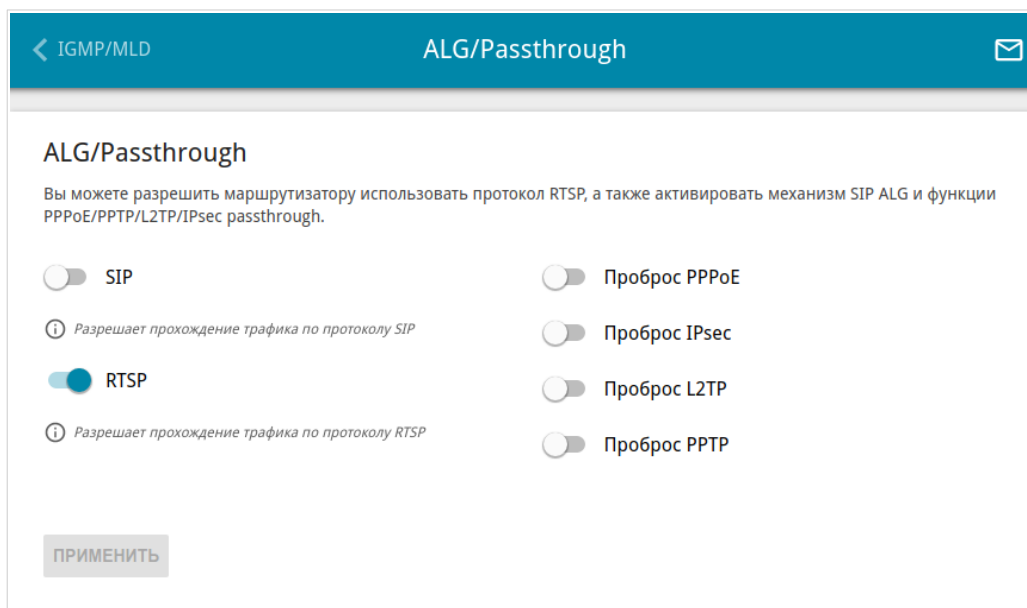 IGMP/MLD
ALG/Passthrough
ALG/Passthrough
Вы можете разрешить маршрутизатору использовать протокол RTSP, а также активировать механизм SIP ALG и функции
PPPoE/PPTP/L2TP/IPsec passthrough.
SIP
Разрешает прохождение трафика по протоколу SIP
RTSP
Разрешает прохождение трафика по протоколу RTSP
Проброс PPPoE
Проброс IPsec
Проброс L2TP
Проброс PPTP
ПРИМЕНИТЬ